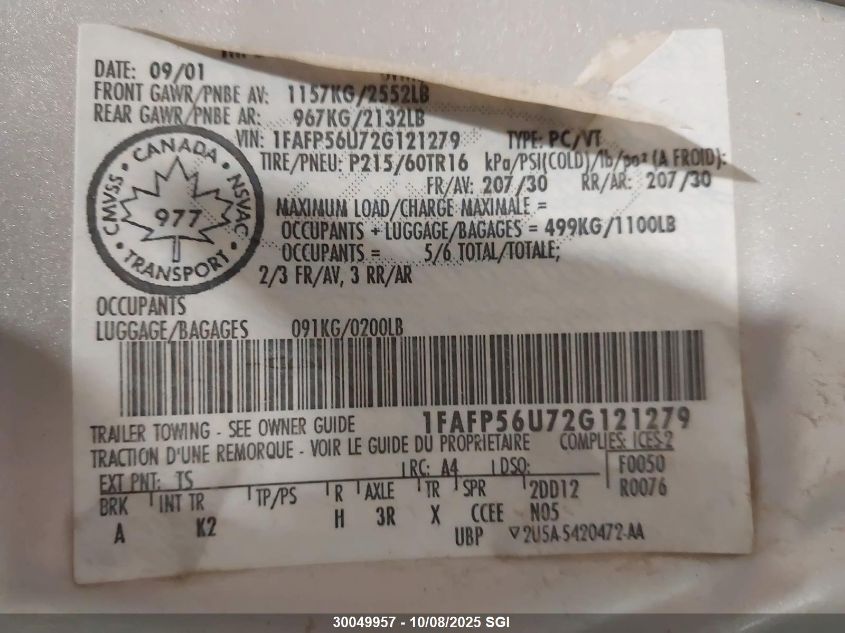 DATE: 09/01
FRONT GAWR/PNBE AV: 1157KG/2552LB
REAR GAWR/PNBE AR: 967KG/2132LB
VIN: 1FAFP56U72G121279 TYPE: PC/VT
TIRE/PNEU: P215/60TR16 kPa/PSI(COLD)/lb/po² (A FROID):
FR/AV: 207/30 RR/AR: 207/30
CANADA
CMVSS NSVAC
977
TRANSPORT
MAXIMUM LOAD/CHARGE MAXIMALE =
OCCUPANTS + LUGGAGE/BAGAGES = 499KG/1100LB
OCCUPANTS = 5/6 TOTAL/TOTALE;
2/3 FR/AV, 3 RR/AR
OCCUPANTS
LUGGAGE/BAGAGES 091KG/0200LB
1FAFP56U72G121279
TRAILER TOWING - SEE OWNER GUIDE COMPLIES: ICES-2
TRACTION D'UNE REMORQUE - VOIR LE GUIDE DU PROPRIETAIRE
EXT PNT: TS RC: A4 DSO: F0050
BRK INT TR TP/PS R AXLE TR SPR 2DD12 R0076
A K2 H 3R X CCEE N05
UBP 2U5A-5420472-AA
30049957 - 10/08/2025 SGI